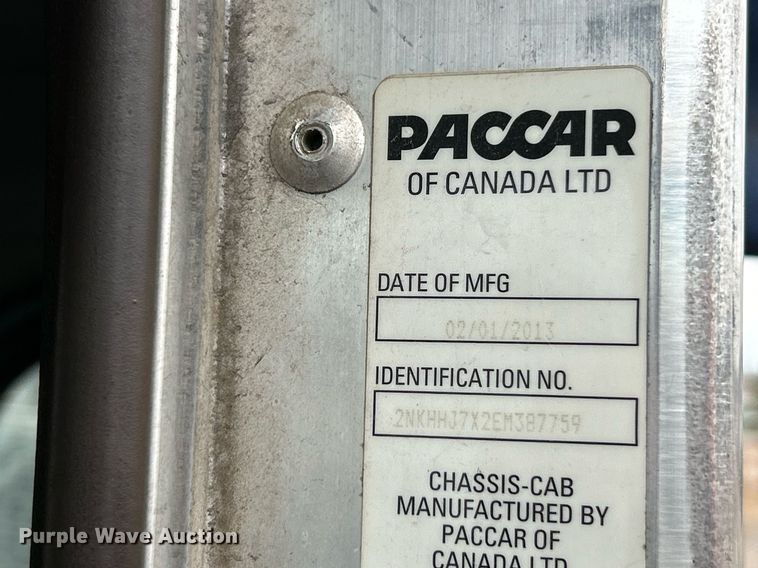 PACCAR
OF CANADA LTD
DATE OF MFG
02/01/2013
IDENTIFICATION NO.
2NKHHJ7X2EM387759
CHASSIS-CAB
MANUFACTURED BY
PACCAR OF
CANADA LTD
Purple Wave Auction